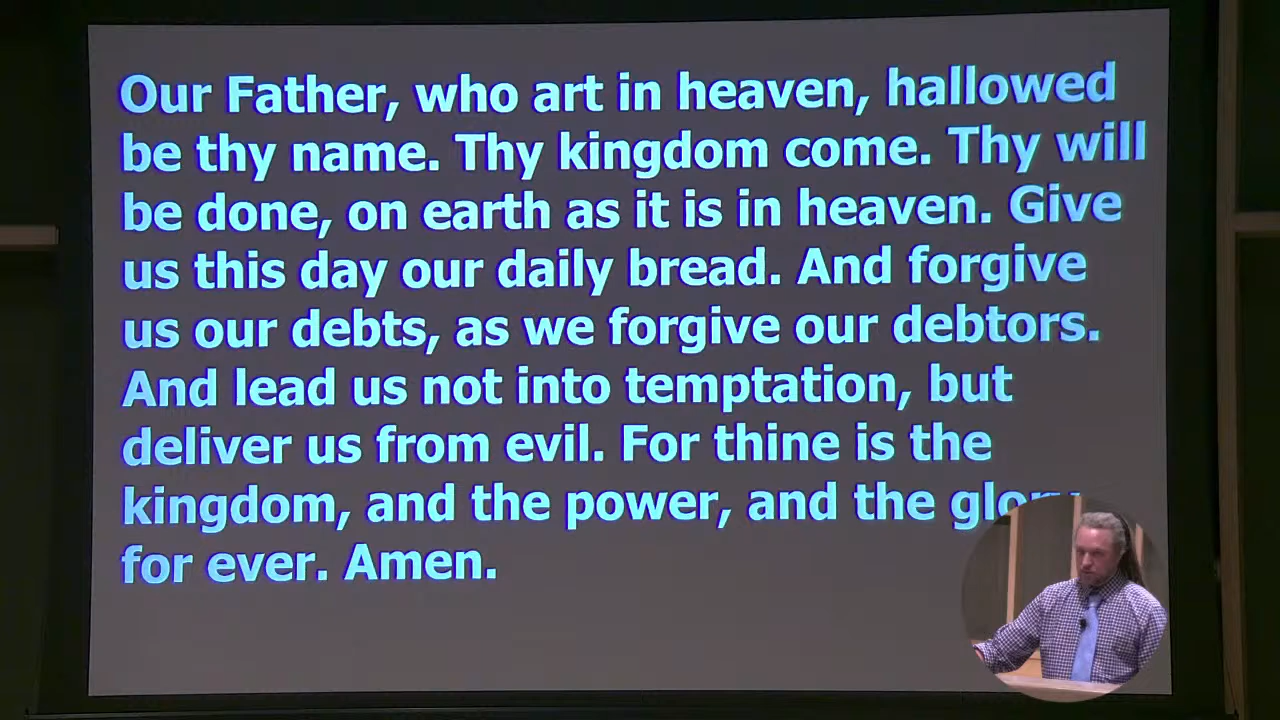 Our Father, who art in heaven, hallowed
be thy name. Thy kingdom come. Thy will
be done, on earth as it is in heaven. Give
us this day our daily bread. And forgive
us our debts, as we forgive our debtors.
And lead us not into temptation, but
deliver us from evil. For thine is the
kingdom, and the power, and the glory
for ever. Amen.